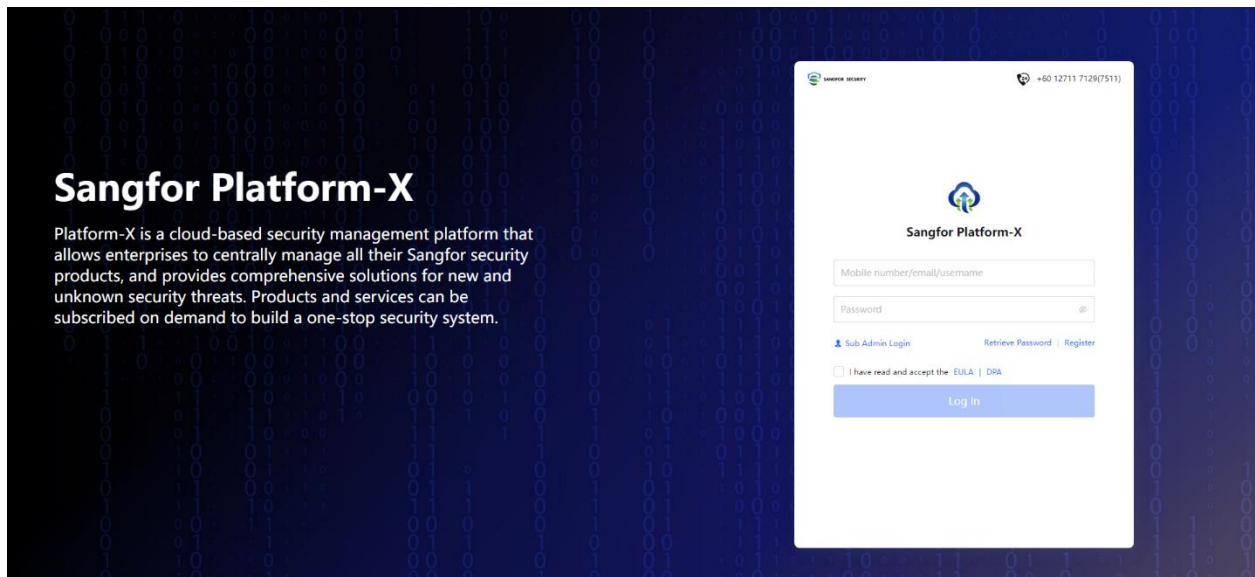 Sangfor Platform-X
Platform-X is a cloud-based security management platform that
allows enterprises to centrally manage all their Sangfor security
products, and provides comprehensive solutions for new and
unknown security threats. Products and services can be
subscribed on demand to build a one-stop security system.
SANGFOR SECURITY
+60 12711 7129(7511)
Sangfor Platform-X
Mobile number/email/username
Password
Sub Admin Login Retrieve Password | Register
I have read and accept the EULA | DPA
Log In